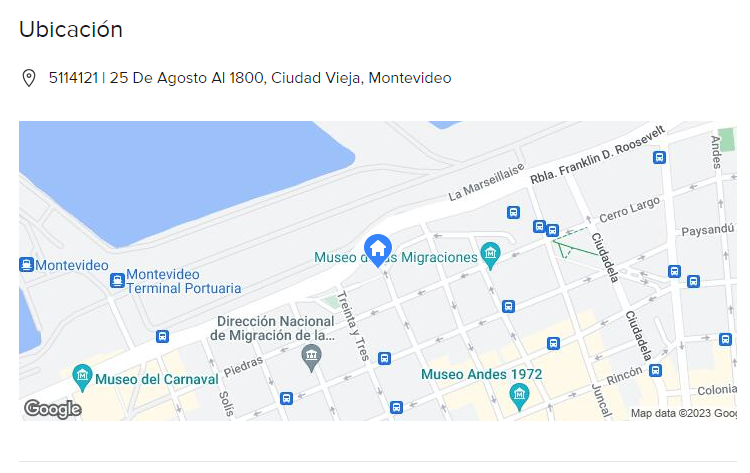 Ubicación
5114121 | 25 De Agosto Al 1800, Ciudad Vieja, Montevideo
Rbla. Franklin D. Roosevelt
Andes
La Marseillaise
Cerro Largo
Paysandú
Ciudadela
Museo d las Migraciones
Montevideo
Montevideo
Terminal Portuaria
Treinta y Tres
Dirección Nacional
de Migración de la...
Ciudadela
Piedras
Museo del Carnaval
Museo Andes 1972
Rincón
Solís
Juncal
Colonia
Google
Map data ©2023 Goo